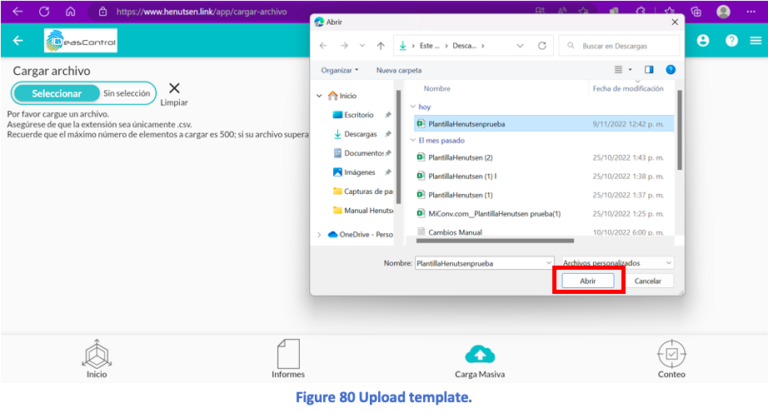 https://www.henutsen.link/app/cargar-archivo
Abrir
Este ... > Desca... >
Buscar en Descargas
Organizar
Nueva carpeta
BeasControl
Cargar archivo
Seleccionar Sin selección
Limpiar
Por favor cargue un archivo.
Asegúrese de que la extensión sea únicamente .csv.
Recuerde que el máximo número de elementos a cargar es 500; si su archivo supera
Inicio
Escritorio
Descargas
Documentos
Imágenes
Capturas de pa
Manual Henuts
OneDrive - Perso
Nombre Fecha de modificación
hoy
PlantillaHenutsenprueba 9/11/2022 12:42 p. m.
El mes pasado
PlantillaHenutsen (2) 25/10/2022 1:43 p. m.
PlantillaHenutsen (1) l 25/10/2022 1:38 p. m.
PlantillaHenutsen (1) 25/10/2022 1:37 p. m.
MiConv.com__PlantillaHenutsen prueba(1) 25/10/2022 1:25 p. m.
Cambios Manual 10/10/2022 6:00 p. m.
Nombre: PlantillaHenutsenprueba Archivos personalizados
Abrir Cancelar
Inicio Informes Carga Masiva Conteo
Figure 80 Upload template.